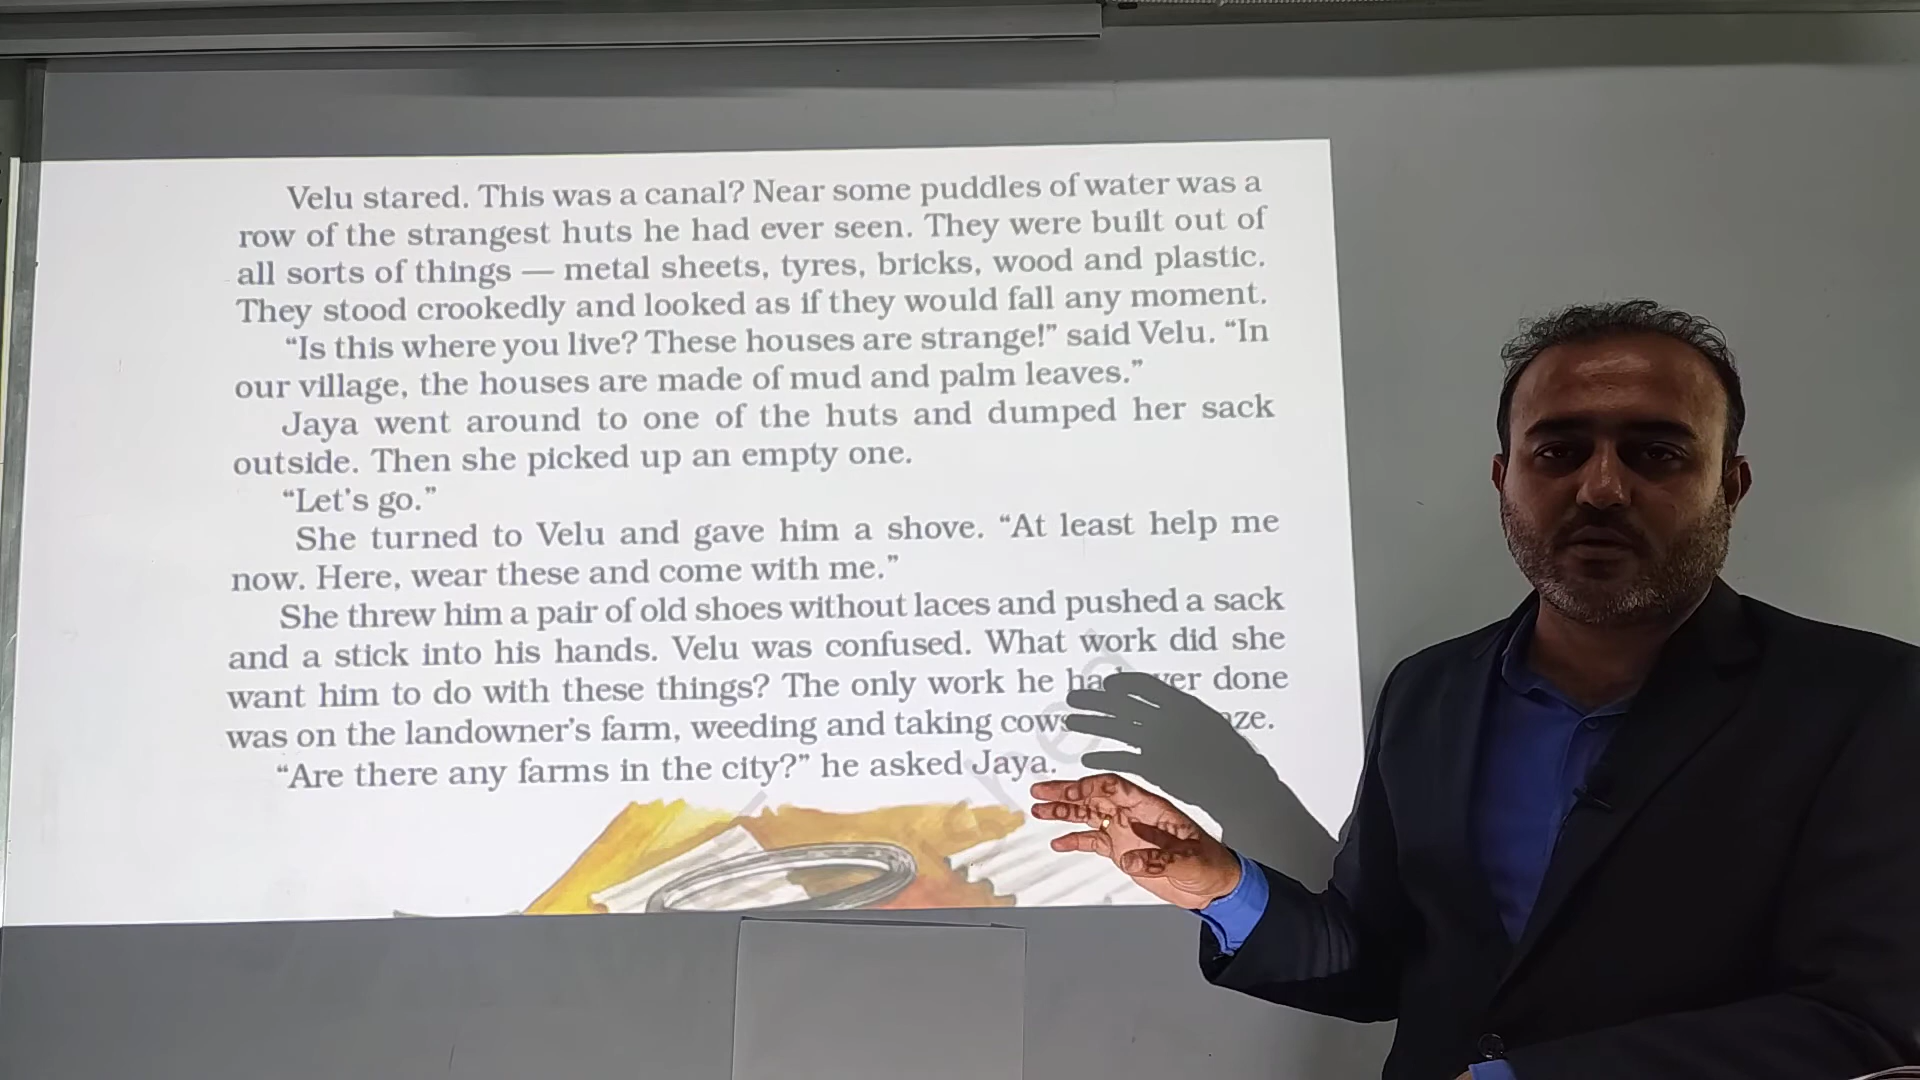 Velu stared. This was a canal? Near some puddles of water was a
row of the strangest huts he had ever seen. They were built out of
all sorts of things — metal sheets, tyres, bricks, wood and plastic.
They stood crookedly and looked as if they would fall any moment.
“Is this where you live? These houses are strange!” said Velu. “In
our village, the houses are made of mud and palm leaves.”
Jaya went around to one of the huts and dumped her sack
outside. Then she picked up an empty one.
“Let's go.”
She turned to Velu and gave him a shove. “At least help me
now. Here, wear these and come with me.”
She threw him a pair of old shoes without laces and pushed a sack
and a stick into his hands. Velu was confused. What work did she
want him to do with these things? The only work he done
was on the landowner's farm, weeding and taking cows
“Are there any farms in the city?” he asked Jaya.